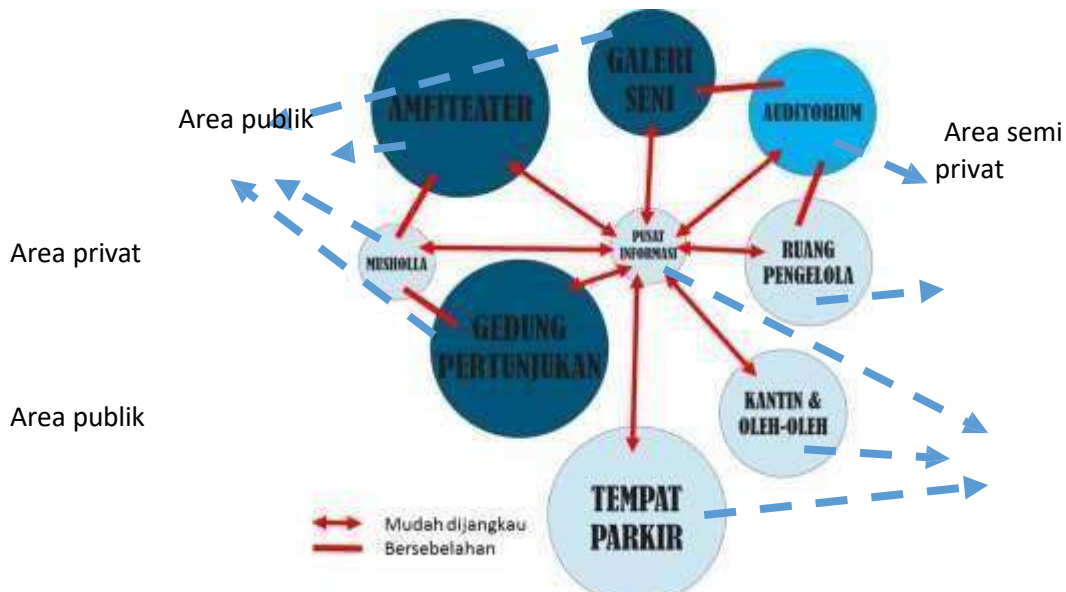 GALERI
SENI
AMFITEATER
AUDITORIUM
Area publik
Area semi
privat
PUSAT
INFORMASI
MUSHOLLA
RUANG
PENGELOLA
Area privat
GEDUNG
PERTUNJUKAN
KANTIN &
OLEH-OLEH
Area publik
TEMPAT
PARKIR
Mudah dijangkau
Bersebelahan